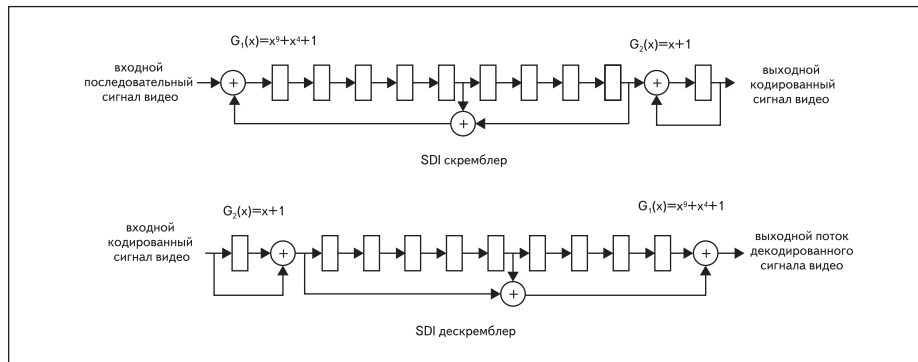 G₁(x)=x⁹+x⁴+1
G₂(x)=x+1
входной
последовательный
сигнал видео
выходной
кодированный
сигнал видео
SDI скремблер
G₂(x)=x+1
G₁(x)=x⁹+x⁴+1
входной
кодированный
сигнал видео
выходной поток
декодированного
сигнала видео
SDI дескремблер